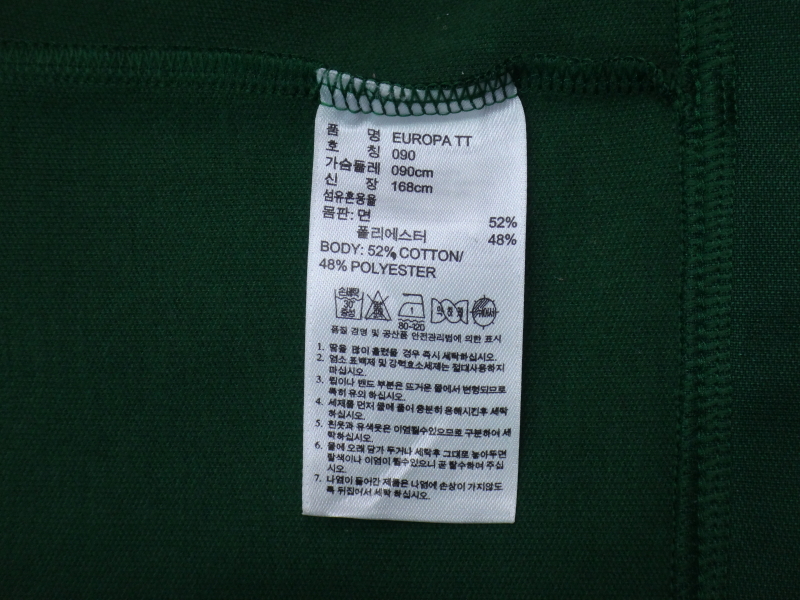 품 명 EUROPA TT
호 칭 090
가슴둘레 090cm
신 장 168cm
섬유혼용율
몸판: 면 52%
폴리에스터 48%
BODY: 52% COTTON/
48% POLYESTER
손세탁
30°
중성
1
80-120
품질 경영 및 공산품 안전관리법에 의한 표시
1. 땀을 많이 흘렸을 경우 즉시 세탁하십시오.
2. 염소 표백제 및 강력효소세제는 절대사용하지
마십시오.
3. 립이나 밴드 부분은 뜨거운 물에서 변형되므로
특히 유의 하십시오.
4. 세제를 먼저 물에 풀어 충분히 용해시킨후 세탁
하십시오.
5. 흰옷과 유색옷은 이염될수있으므로 구분하여 세
탁하십시오.
6. 물에 오래 담가 두거나 세탁후 그대로 놓아두면
탈색이나 이염이 될수있으니 곧 탈수하여 주십
시오.
7. 나염이 들어간 제품은 나염에 손상이 가지않도
록 뒤집어서 세탁 하십시오.